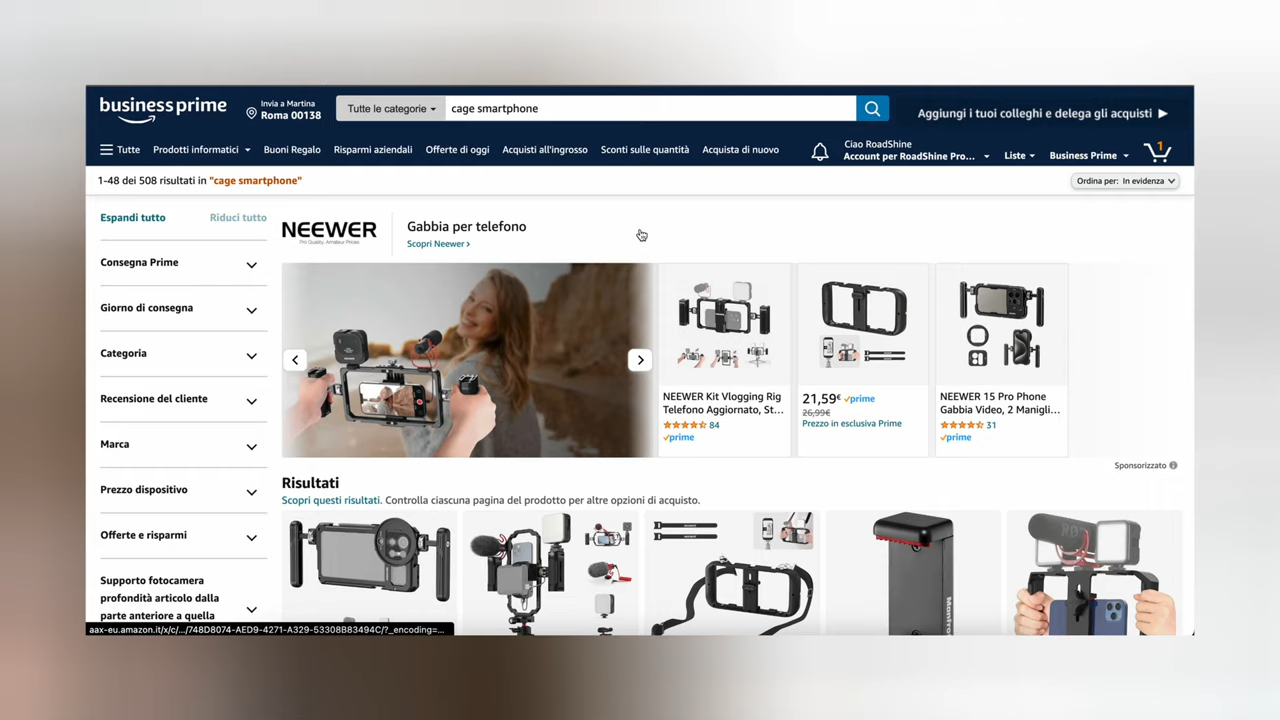 business prime
Invia a Martina
Roma 00138
Tutte le categorie
cage smartphone
Aggiungi i tuoi colleghi e delega gli acquisti
Tutte
Prodotti informatici
Buoni Regalo
Risparmi aziendali
Offerte di oggi
Acquisti all'ingrosso
Sconti sulle quantità
Acquista di nuovo
Ciao RoadShine
Account per RoadShine Pro...
Liste
Business Prime
1
1-48 dei 508 risultati in "cage smartphone"
Ordina per: In evidenza
Espandi tutto
Riduci tutto
Consegna Prime
Giorno di consegna
Categoria
Recensione del cliente
Marca
Prezzo dispositivo
Offerte e risparmi
Supporto fotocamera
profondità articolo dalla
parte anteriore a quella
NEEWER
Pro Quality, Amateur Prices
Gabbia per telefono
Scopri Neewer ›
NEEWER Kit Vlogging Rig
Telefono Aggiornato, St...
84
prime
21,59€ prime
26,99€
Prezzo in esclusiva Prime
NEEWER 15 Pro Phone
Gabbia Video, 2 Manigli...
31
prime
Sponsorizzato
Risultati
Scopri questi risultati. Controlla ciascuna pagina del prodotto per altre opzioni di acquisto.
aax-eu.amazon.it/x/c/.../748D8074-AED9-4271-A329-53308B83494C/?_encoding=...